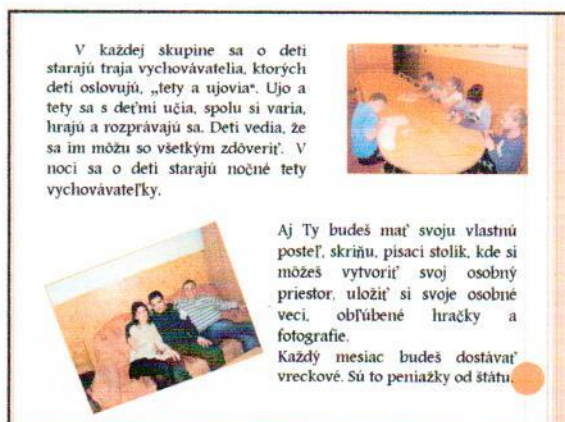 V každej skupine sa o deti
starajú traja vychovávatelia, ktorých
deti oslovujú, „tety a ujovia“. Ujo a
tety sa s deťmi učia, spolu si varia,
hrajú a rozprávajú sa. Deti vedia, že
sa im môžu so všetkým zdôveriť. V
noci sa o deti starajú nočné tety
vychovávateľky.
Aj Ty budeš mať svoju vlastnú
posteľ, skriňu, písací stolík, kde si
môžeš vytvoriť svoj osobný
priestor, uložiť si svoje osobné
veci, obľúbené hračky a
fotografie.
Každý mesiac budeš dostávať
vreckové. Sú to peniažky od štátu.